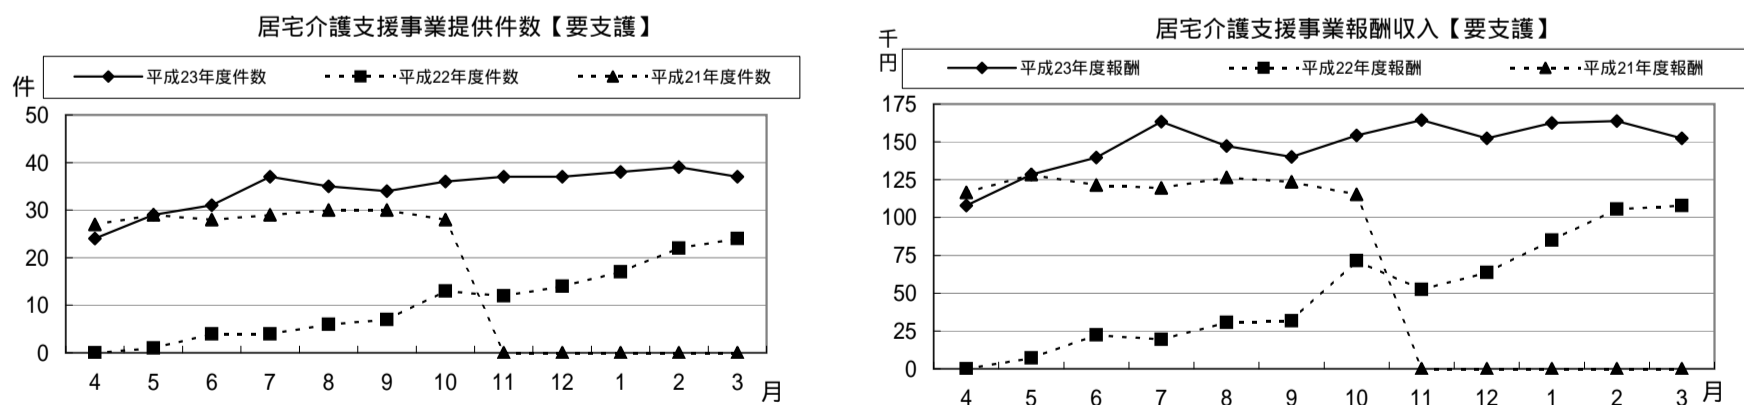 居宅介護支援事業提供件数【要支護】
件
平成23年度件数 平成22年度件数 平成21年度件数
50
40
30
20
10
0
4 5 6 7 8 9 10 11 12 1 2 3 月
居宅介護支援事業報酬収入【要支護】
千円
平成23年度報酬 平成22年度報酬 平成21年度報酬
175
150
125
100
75
50
25
0
4 5 6 7 8 9 10 11 12 1 2 3 月